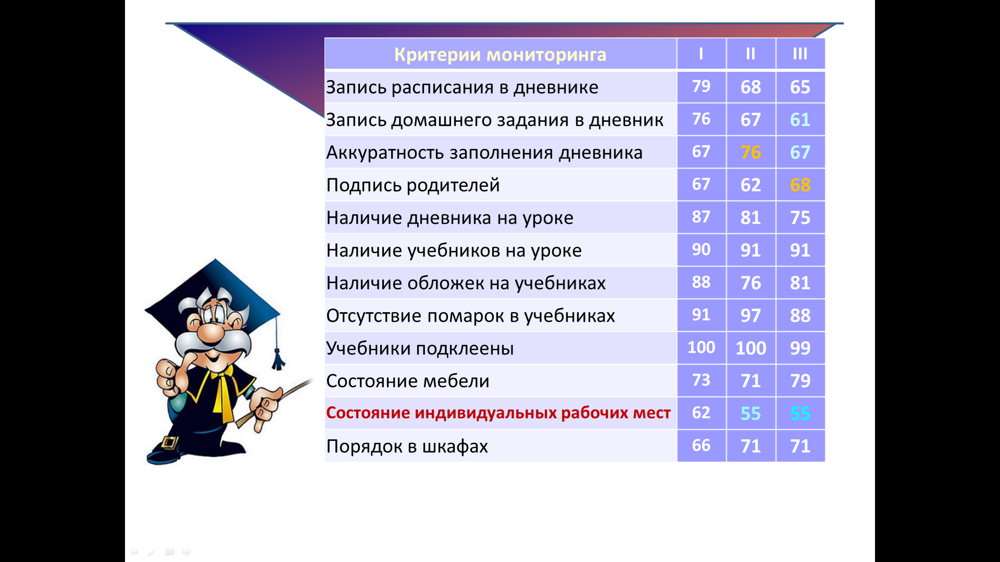 Критерии мониторинга I II III
Запись расписания в дневнике 79 68 65
Запись домашнего задания в дневник 76 67 61
Аккуратность заполнения дневника 67 76 67
Подпись родителей 67 62 68
Наличие дневника на уроке 87 81 75
Наличие учебников на уроке 90 91 91
Наличие обложек на учебниках 88 76 81
Отсутствие помарок в учебниках 91 97 88
Учебники подклеены 100 100 99
Состояние мебели 73 71 79
Состояние индивидуальных рабочих мест 62 55 55
Порядок в шкафах 66 71 71